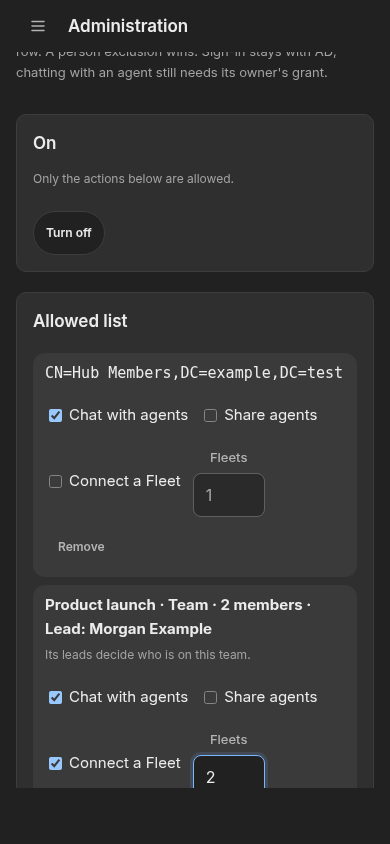 Administration
row. A person exclusion wins. Sign-in stays with AD,
chatting with an agent still needs its owner's grant.
On
Only the actions below are allowed.
Turn off
Allowed list
CN=Hub Members,DC=example,DC=test
Chat with agents
Share agents
Fleets
Connect a Fleet
1
Remove
Product launch · Team · 2 members ·
Lead: Morgan Example
Its leads decide who is on this team.
Chat with agents
Share agents
Fleets
Connect a Fleet
2